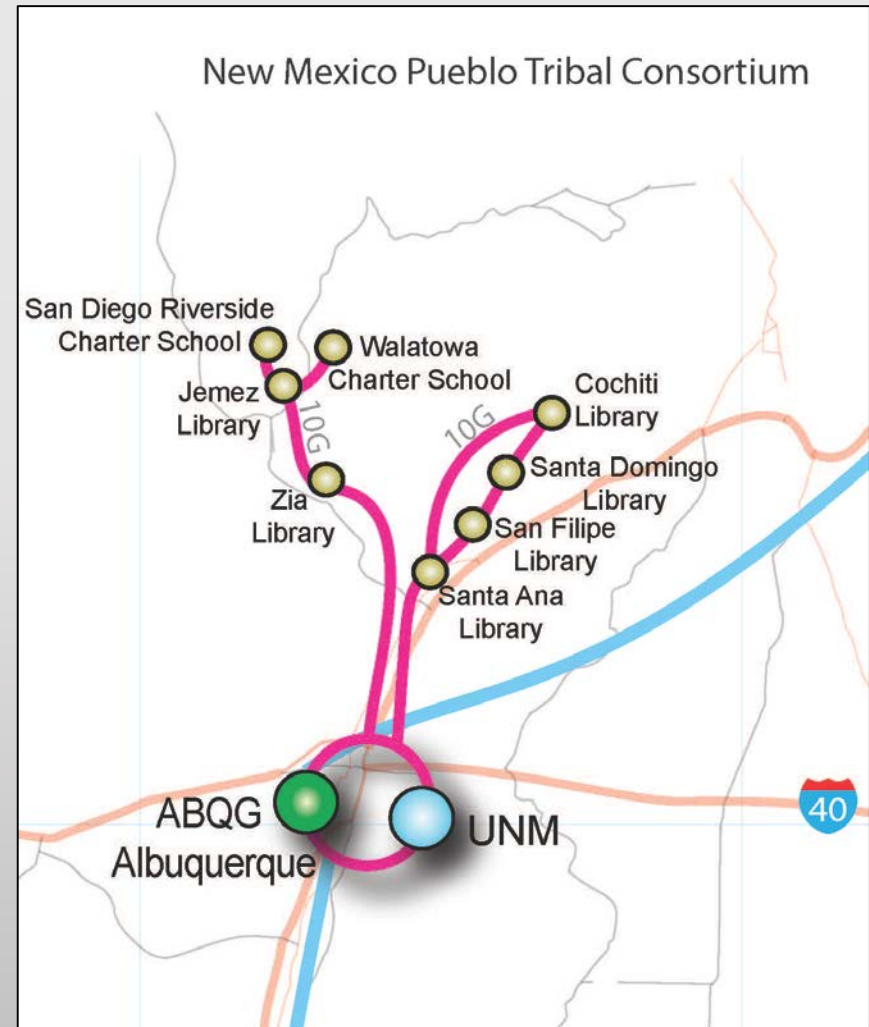 New Mexico Pueblo Tribal Consortium
San Diego Riverside
Charter School
Walatowa
Charter School
Jemez
Library
10G
10G
Cochiti
Library
Santa Domingo
Library
Zia
Library
San Filipe
Library
Santa Ana
Library
ABQG
Albuquerque
UNM
40